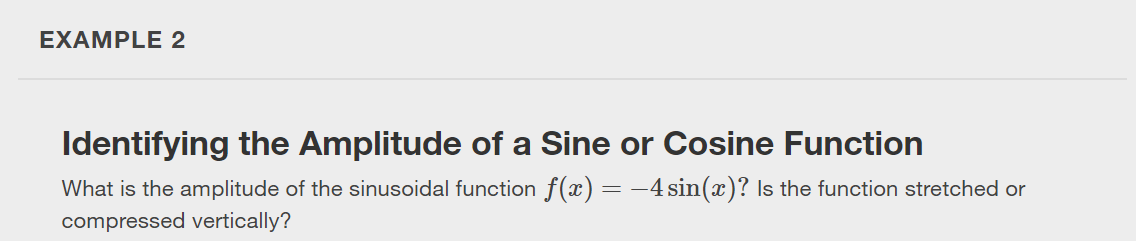 EXAMPLE 2
Identifying the Amplitude of a Sine or Cosine Function
What is the amplitude of the sinusoidal function f(x) = −4 sin(x)? Is the function stretched or
compressed vertically?